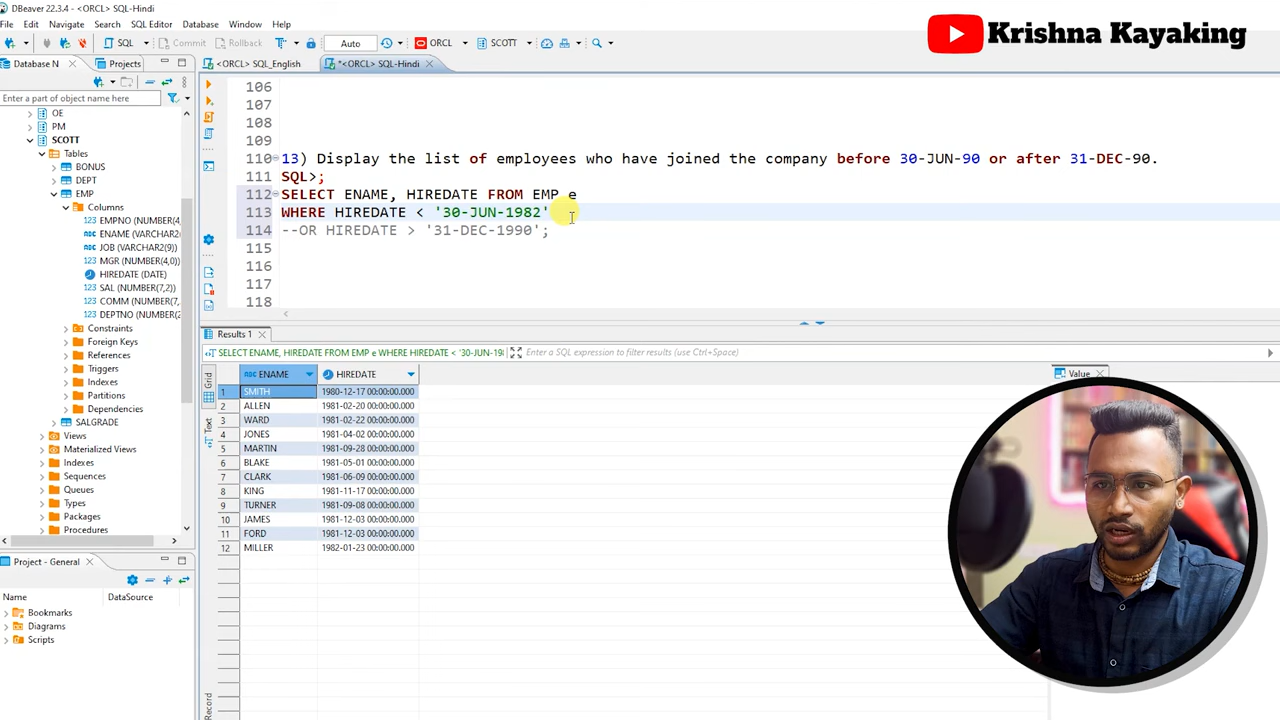 DBeaver 22.3.4 - <ORCL> SQL-Hindi
File Edit Navigate Search SQL Editor Database Window Help
SQL Commit Rollback Auto ORCL SCOTT
Krishna Kayaking
Database N Projects
<ORCL> SQL_English *<ORCL> SQL-Hindi
Enter a part of object name here
OE
PM
SCOTT
Tables
BONUS
DEPT
EMP
Columns
123 EMPNO (NUMBER(4,
ABC ENAME (VARCHAR2(
ABC JOB (VARCHAR2(9))
123 MGR (NUMBER(4,0))
HIREDATE (DATE)
123 SAL (NUMBER(7,2))
123 COMM (NUMBER(7,
123 DEPTNO (NUMBER(2
Constraints
Foreign Keys
References
Triggers
Indexes
Partitions
Dependencies
SALGRADE
Views
Materialized Views
Indexes
Sequences
Queues
Types
Packages
Procedures
Project - General
Name DataSource
Bookmarks
Diagrams
Scripts
106
107
108
109
110 13) Display the list of employees who have joined the company before 30-JUN-90 or after 31-DEC-90.
111 SQL>;
112 SELECT ENAME, HIREDATE FROM EMP e
113 WHERE HIREDATE < '30-JUN-1982'
114 --OR HIREDATE > '31-DEC-1990';
115
116
117
118
Results 1
SELECT ENAME, HIREDATE FROM EMP e WHERE HIREDATE < '30-JUN-19 Enter a SQL expression to filter results (use Ctrl+Space)
Grid
Text
Record
ABC ENAME HIREDATE
Value
1 SMITH 1980-12-17 00:00:00.000
2 ALLEN 1981-02-20 00:00:00.000
3 WARD 1981-02-22 00:00:00.000
4 JONES 1981-04-02 00:00:00.000
5 MARTIN 1981-09-28 00:00:00.000
6 BLAKE 1981-05-01 00:00:00.000
7 CLARK 1981-06-09 00:00:00.000
8 KING 1981-11-17 00:00:00.000
9 TURNER 1981-09-08 00:00:00.000
10 JAMES 1981-12-03 00:00:00.000
11 FORD 1981-12-03 00:00:00.000
12 MILLER 1982-01-23 00:00:00.000